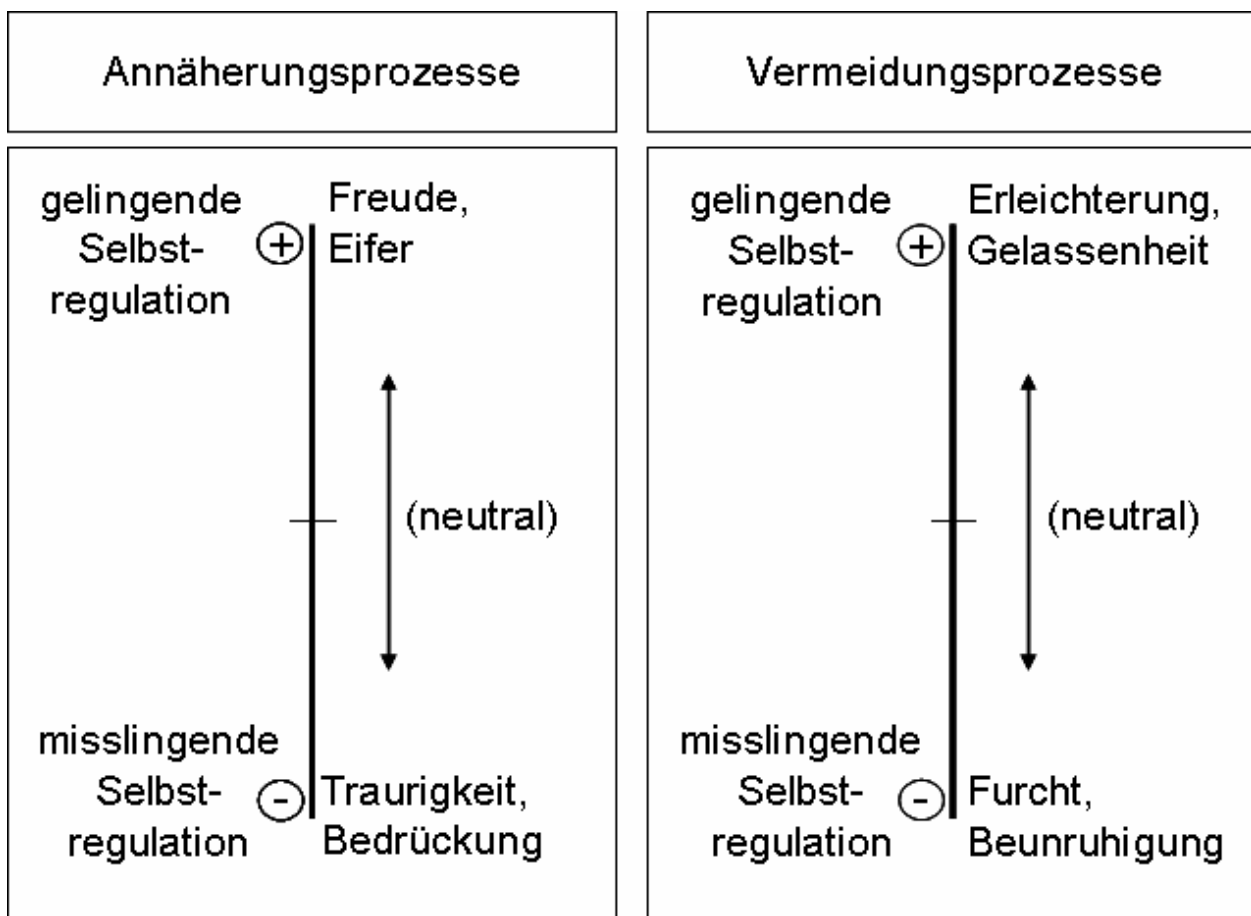 Annäherungsprozesse
gelingende
Selbst-
regulation
+
Freude,
Eifer
(neutral)
misslingende
Selbst-
regulation
-
Traurigkeit,
Bedrückung
Vermeidungsprozesse
gelingende
Selbst-
regulation
+
Erleichterung,
Gelassenheit
(neutral)
misslingende
Selbst-
regulation
-
Furcht,
Beunruhigung